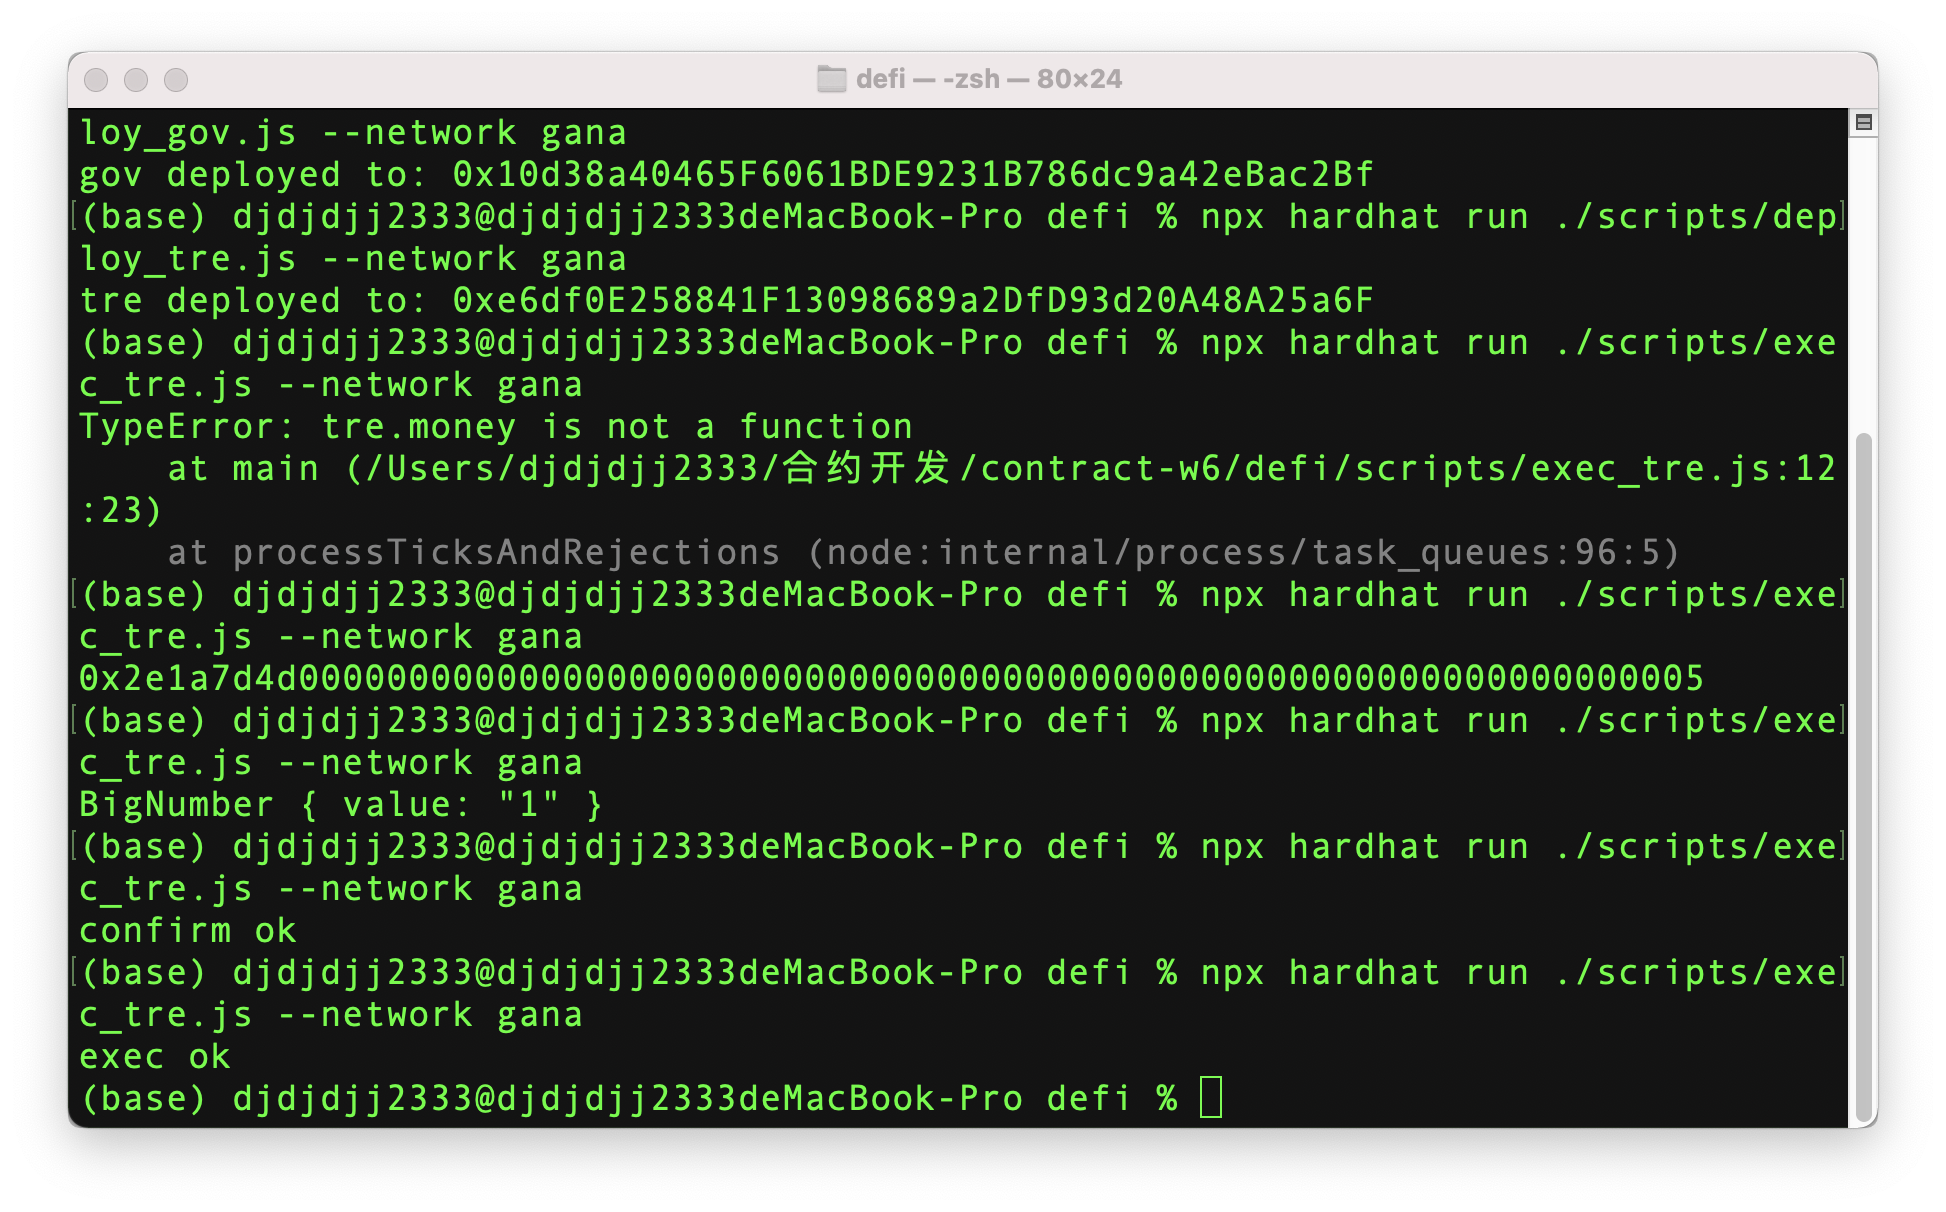 defi — -zsh — 80×24
loy_gov.js --network gana
gov deployed to: 0x10d38a40465F6061BDE9231B786dc9a42eBac2Bf
(base) djdjdjj2333@djdjdjj2333deMacBook-Pro defi % npx hardhat run ./scripts/dep
loy_tre.js --network gana
tre deployed to: 0xe6df0E258841F13098689a2DfD93d20A48A25a6F
(base) djdjdjj2333@djdjdjj2333deMacBook-Pro defi % npx hardhat run ./scripts/exe
c_tre.js --network gana
TypeError: tre.money is not a function
    at main (/Users/djdjdjj2333/合约开发/contract-w6/defi/scripts/exec_tre.js:12
:23)
    at processTicksAndRejections (node:internal/process/task_queues:96:5)
(base) djdjdjj2333@djdjdjj2333deMacBook-Pro defi % npx hardhat run ./scripts/exe
c_tre.js --network gana
0x2e1a7d4d0000000000000000000000000000000000000000000000000000000000000005
(base) djdjdjj2333@djdjdjj2333deMacBook-Pro defi % npx hardhat run ./scripts/exe
c_tre.js --network gana
BigNumber { value: "1" }
(base) djdjdjj2333@djdjdjj2333deMacBook-Pro defi % npx hardhat run ./scripts/exe
c_tre.js --network gana
confirm ok
(base) djdjdjj2333@djdjdjj2333deMacBook-Pro defi % npx hardhat run ./scripts/exe
c_tre.js --network gana
exec ok
(base) djdjdjj2333@djdjdjj2333deMacBook-Pro defi %